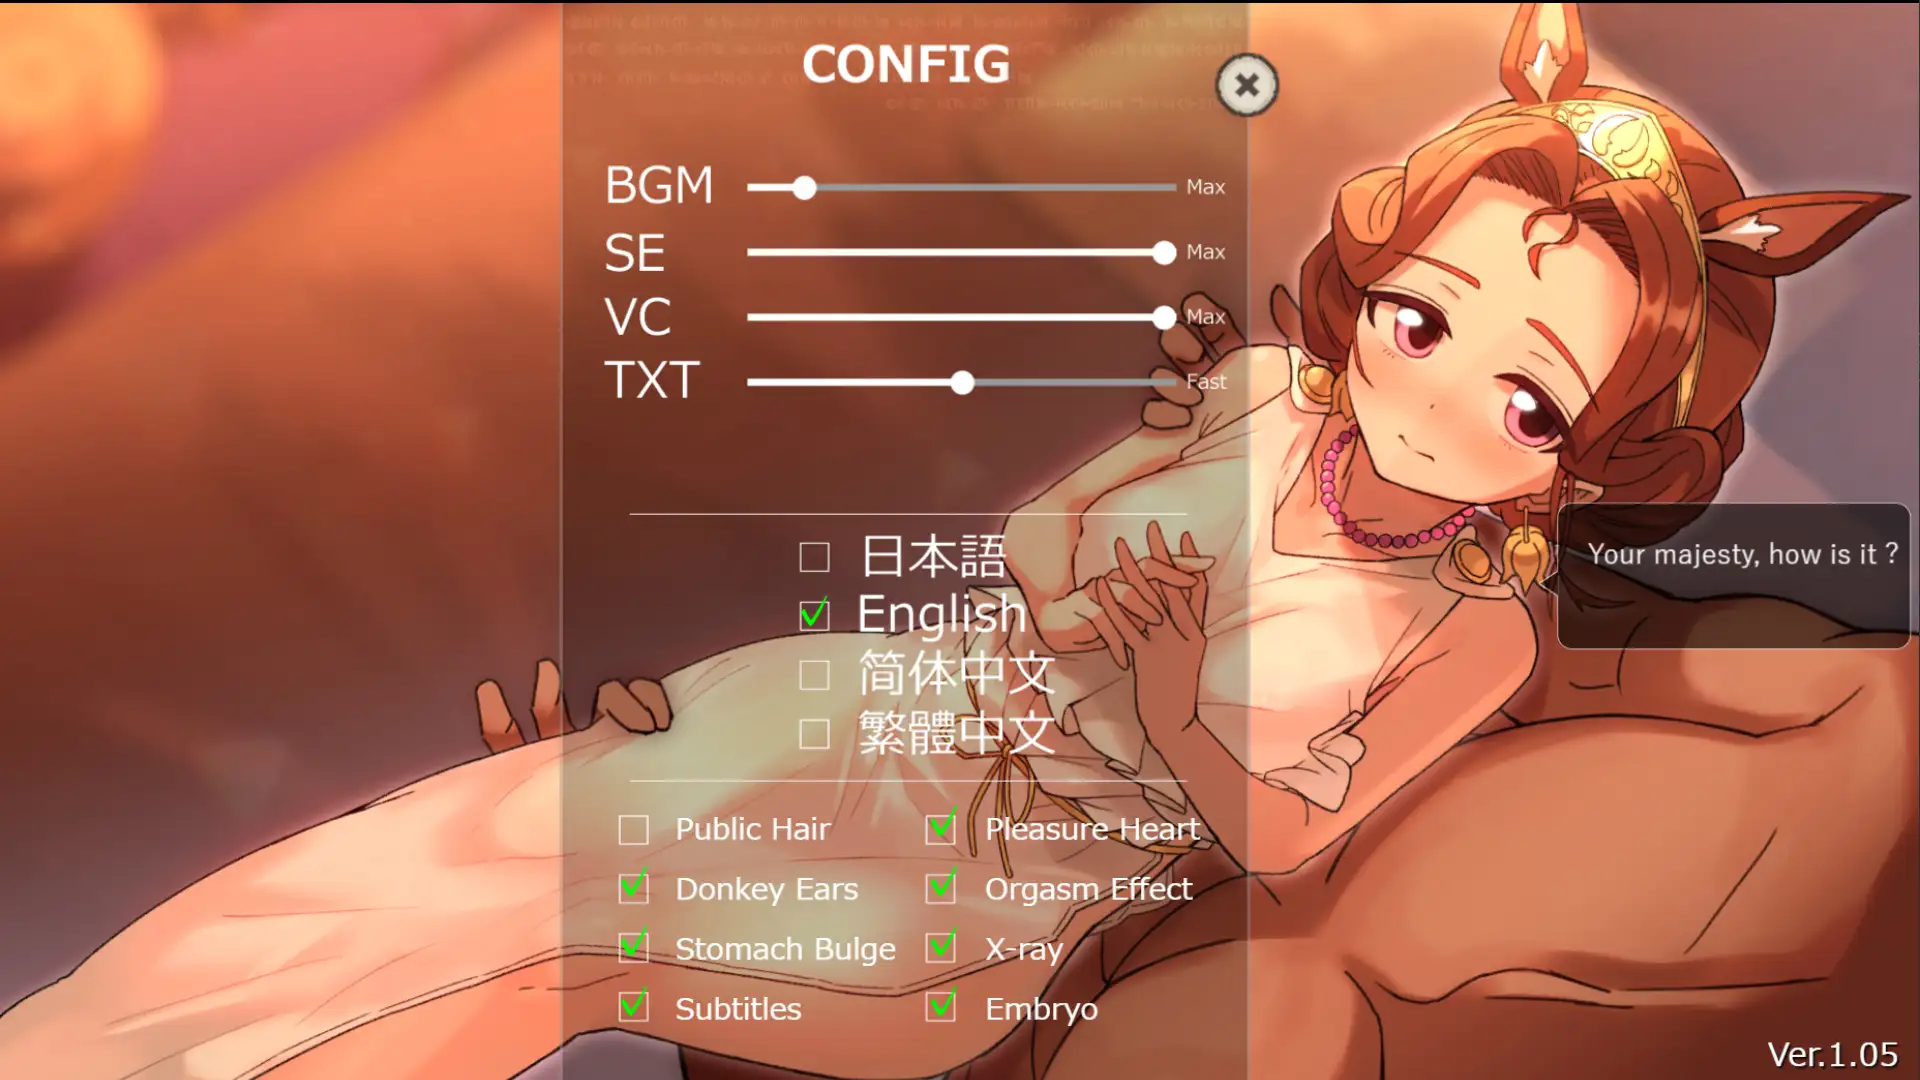 CONFIG
BGM Max
SE Max
VC Max
TXT Fast
日本語
English
简体中文
繁體中文
Public Hair Pleasure Heart
Donkey Ears Orgasm Effect
Stomach Bulge X-ray
Subtitles Embryo
Your majesty, how is it ?
Ver.1.05